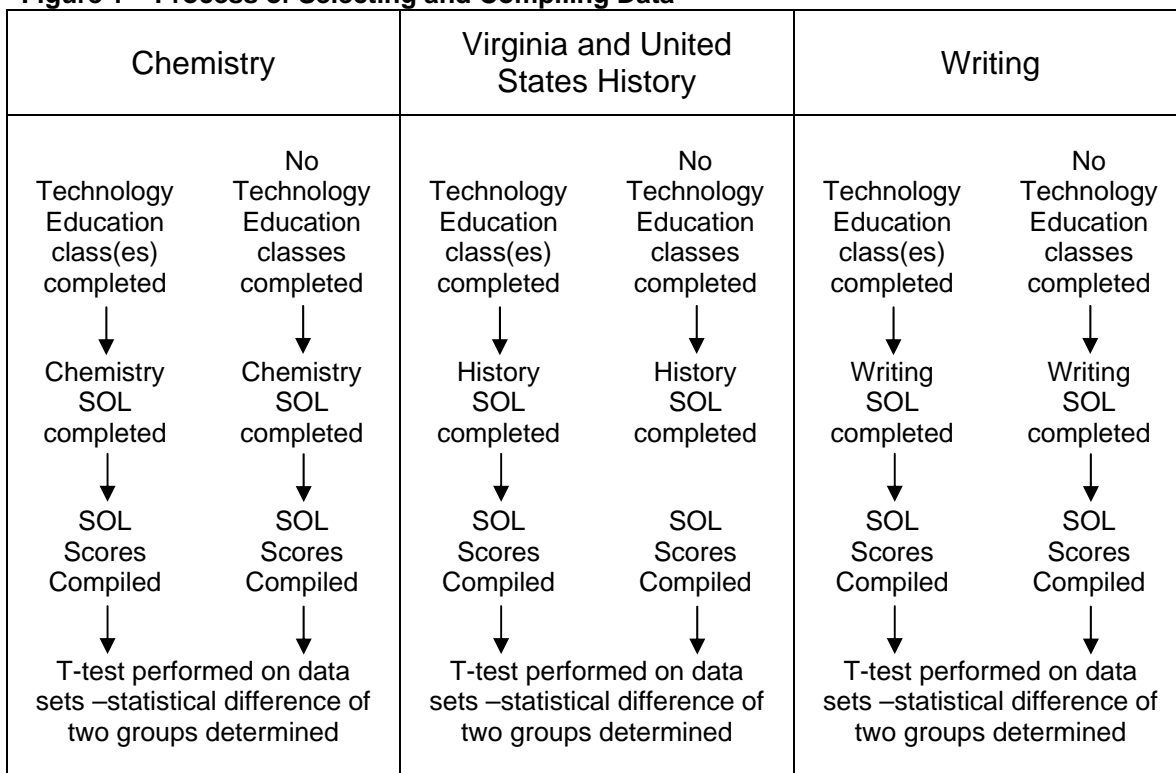 Figure 1 – Process of Selecting and Compiling Data
Chemistry
Technology
Education
class(es)
completed
Chemistry
SOL
completed
SOL
Scores
Compiled
No
Technology
Education
classes
completed
Chemistry
SOL
completed
SOL
Scores
Compiled
T-test performed on data
sets –statistical difference of
two groups determined
Virginia and United
States History
Technology
Education
class(es)
completed
History
SOL
completed
SOL
Scores
Compiled
No
Technology
Education
classes
completed
History
SOL
completed
SOL
Scores
Compiled
T-test performed on data
sets –statistical difference of
two groups determined
Writing
Technology
Education
class(es)
completed
Writing
SOL
completed
SOL
Scores
Compiled
No
Technology
Education
classes
completed
Writing
SOL
completed
SOL
Scores
Compiled
T-test performed on data
sets –statistical difference of
two groups determined